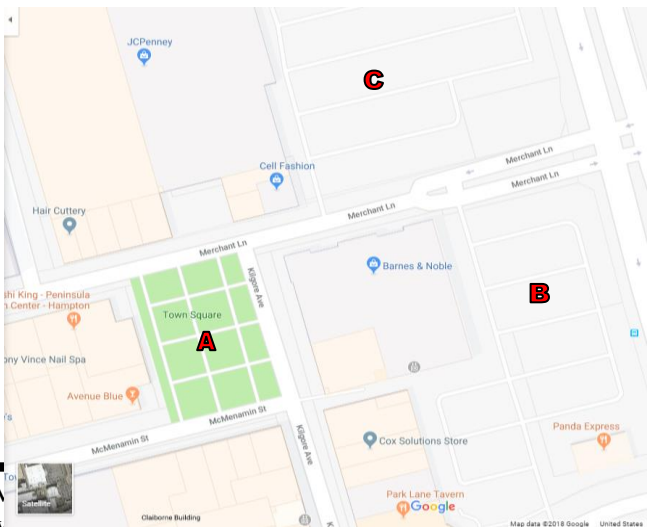 JCPenney
C
Cell Fashion
Merchant Ln
Merchant Ln
Hair Cuttery
Merchant Ln
Merchant Ln
Barnes & Noble
Kilgore Ave
shi King - Peninsula
n Center - Hampton
Town Square
B
A
ony Vince Nail Spa
Avenue Blue
's
McMenamin St
McMenamin St
Kilgore Ave
Cox Solutions Store
Panda Express
Satellite
Claiborne Building
Park Lane Tavern
Google
Map data ©2018 Google United States